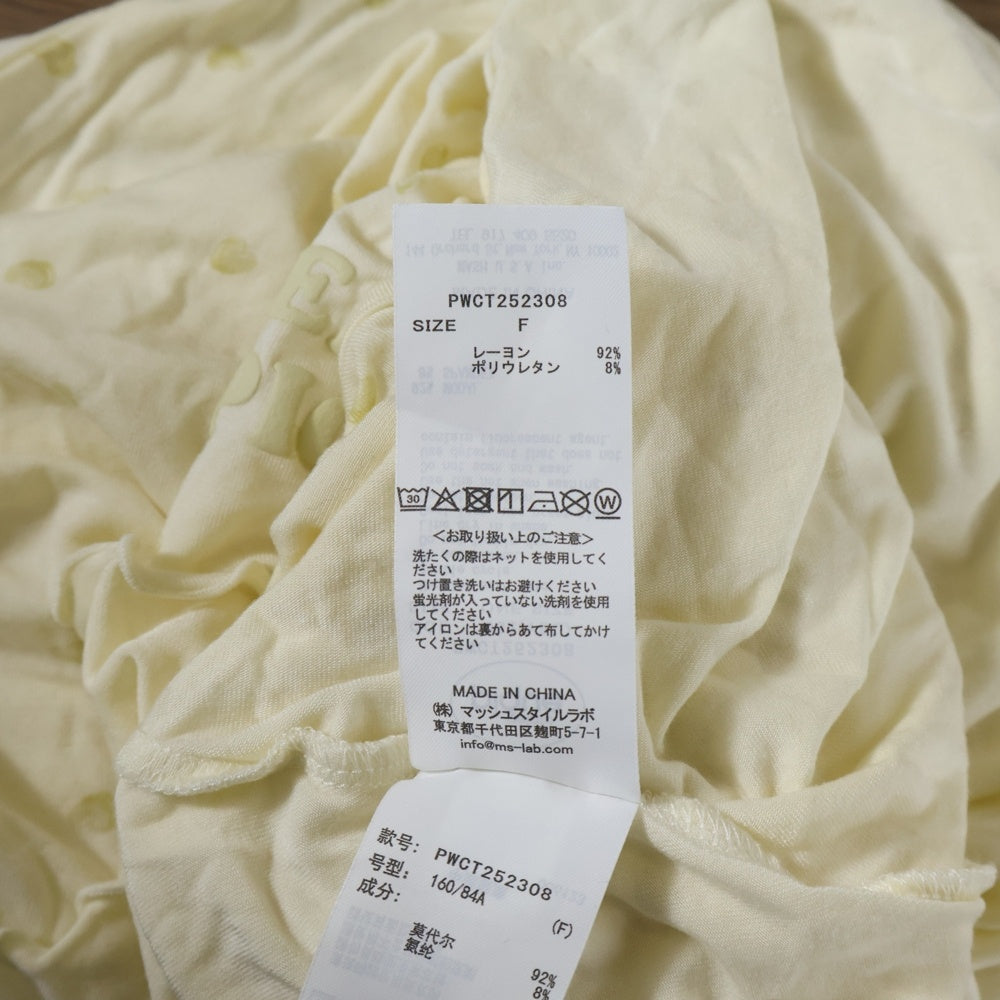 PWCT252308
SIZE F
レーヨン 92%
ポリウレタン 8%
30
W
<お取り扱い上のご注意>
洗たくの際はネットを使用してく
ださい
つけ置き洗いはお避けください
蛍光剤が入っていない洗剤を使用
してください
アイロンは裏からあて布してかけ
てください
MADE IN CHINA
(株) マッシュスタイルラボ
東京都千代田区麹町5-7-1
info@ms-lab.com
款号: PWCT252308
号型: 160/84A (F)
成分:
莫代尔 92%
氨纶 8%